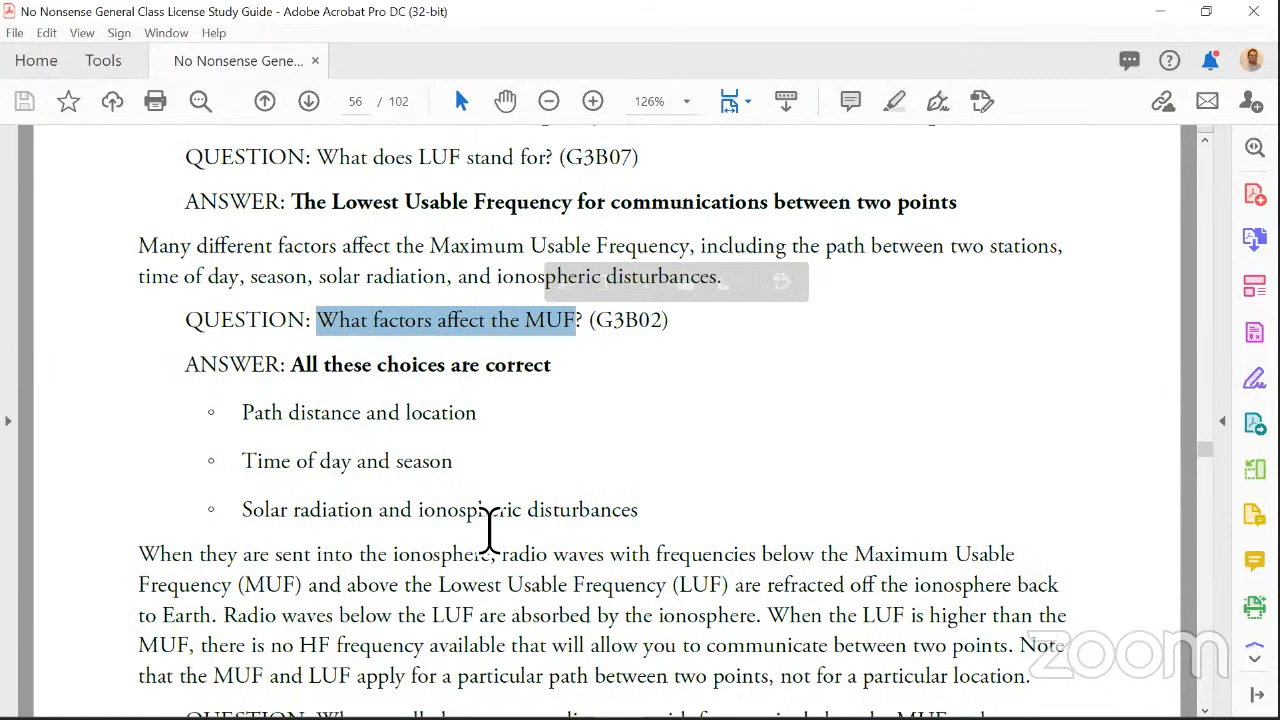 No Nonsense General Class License Study Guide - Adobe Acrobat Pro DC (32-bit)
File Edit View Sign Window Help
Home Tools No Nonsense Gene... ×
56 / 102 126%
QUESTION: What does LUF stand for? (G3B07)
ANSWER: The Lowest Usable Frequency for communications between two points
Many different factors affect the Maximum Usable Frequency, including the path between two stations,
time of day, season, solar radiation, and ionospheric disturbances.
QUESTION: What factors affect the MUF? (G3B02)
ANSWER: All these choices are correct
◦ Path distance and location
◦ Time of day and season
◦ Solar radiation and ionospheric disturbances
When they are sent into the ionosphere, radio waves with frequencies below the Maximum Usable
Frequency (MUF) and above the Lowest Usable Frequency (LUF) are refracted off the ionosphere back
to Earth. Radio waves below the LUF are absorbed by the ionosphere. When the LUF is higher than the
MUF, there is no HF frequency available that will allow you to communicate between two points. Note
that the MUF and LUF apply for a particular path between two points, not for a particular location.
zoom